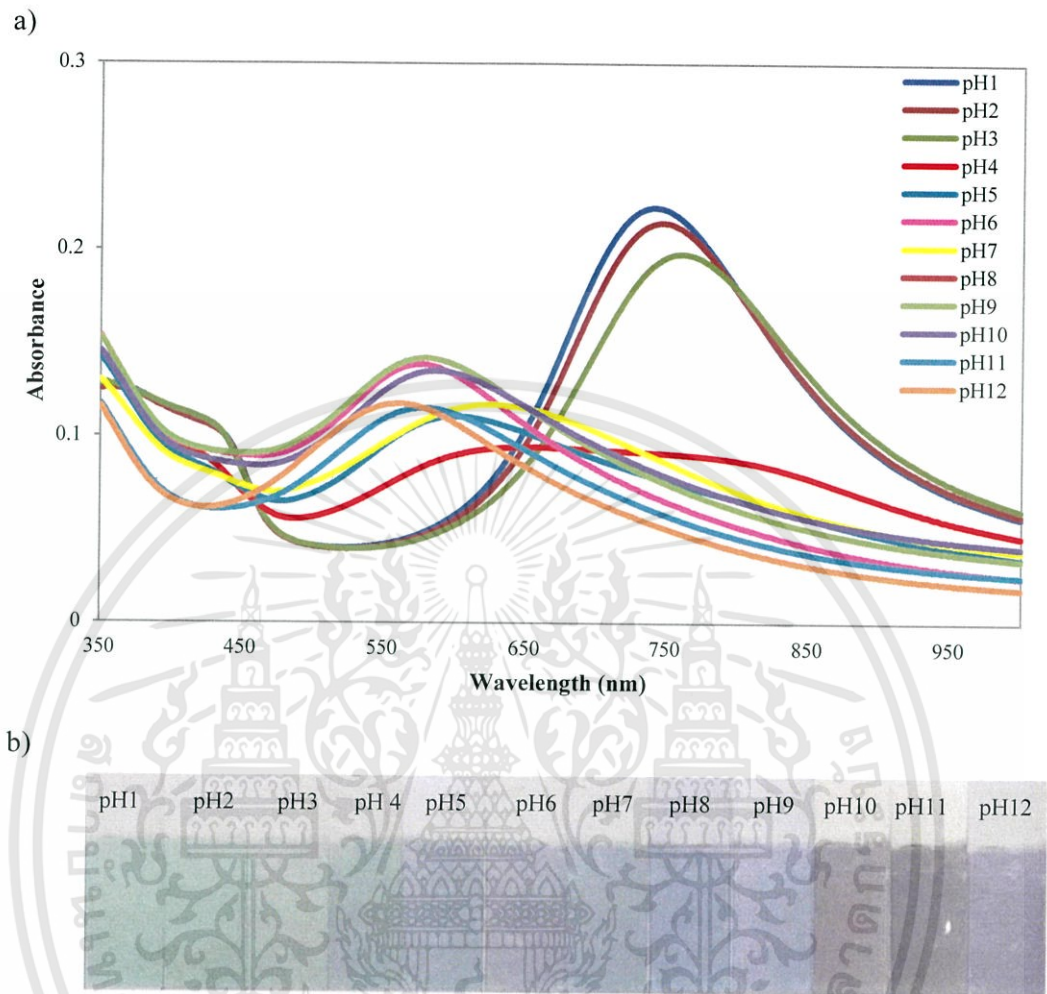 a)
0.3
0.2
0.1
0
Absorbance
350 450 550 650 750 850 950
Wavelength (nm)
pH1
pH2
pH3
pH4
pH5
pH6
pH7
pH8
pH9
pH10
pH11
pH12
b)
pH1 pH2 pH3 pH 4 pH5 pH6 pH7 pH8 pH9 pH10 pH11 pH12